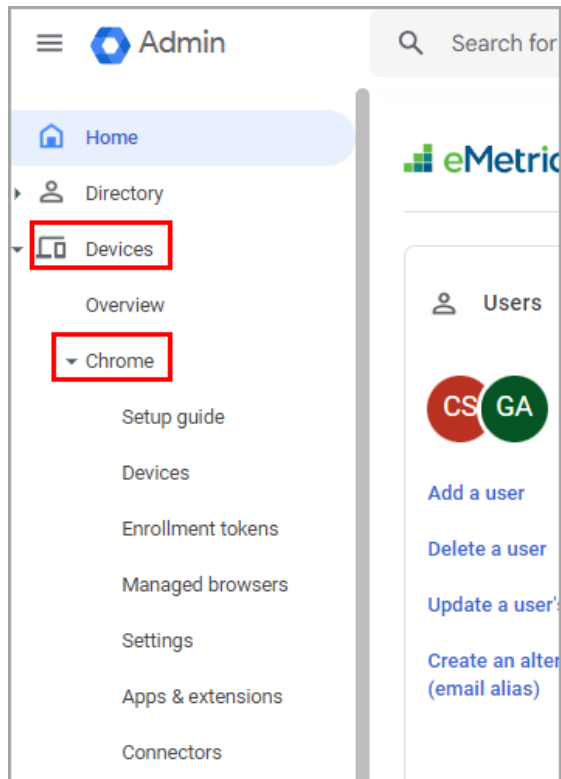 Admin
Search for
Home
Directory
Devices
Overview
Chrome
Setup guide
Devices
Enrollment tokens
Managed browsers
Settings
Apps & extensions
Connectors
eMetric
Users
CS GA
Add a user
Delete a user
Update a user's
Create an alter
(email alias)